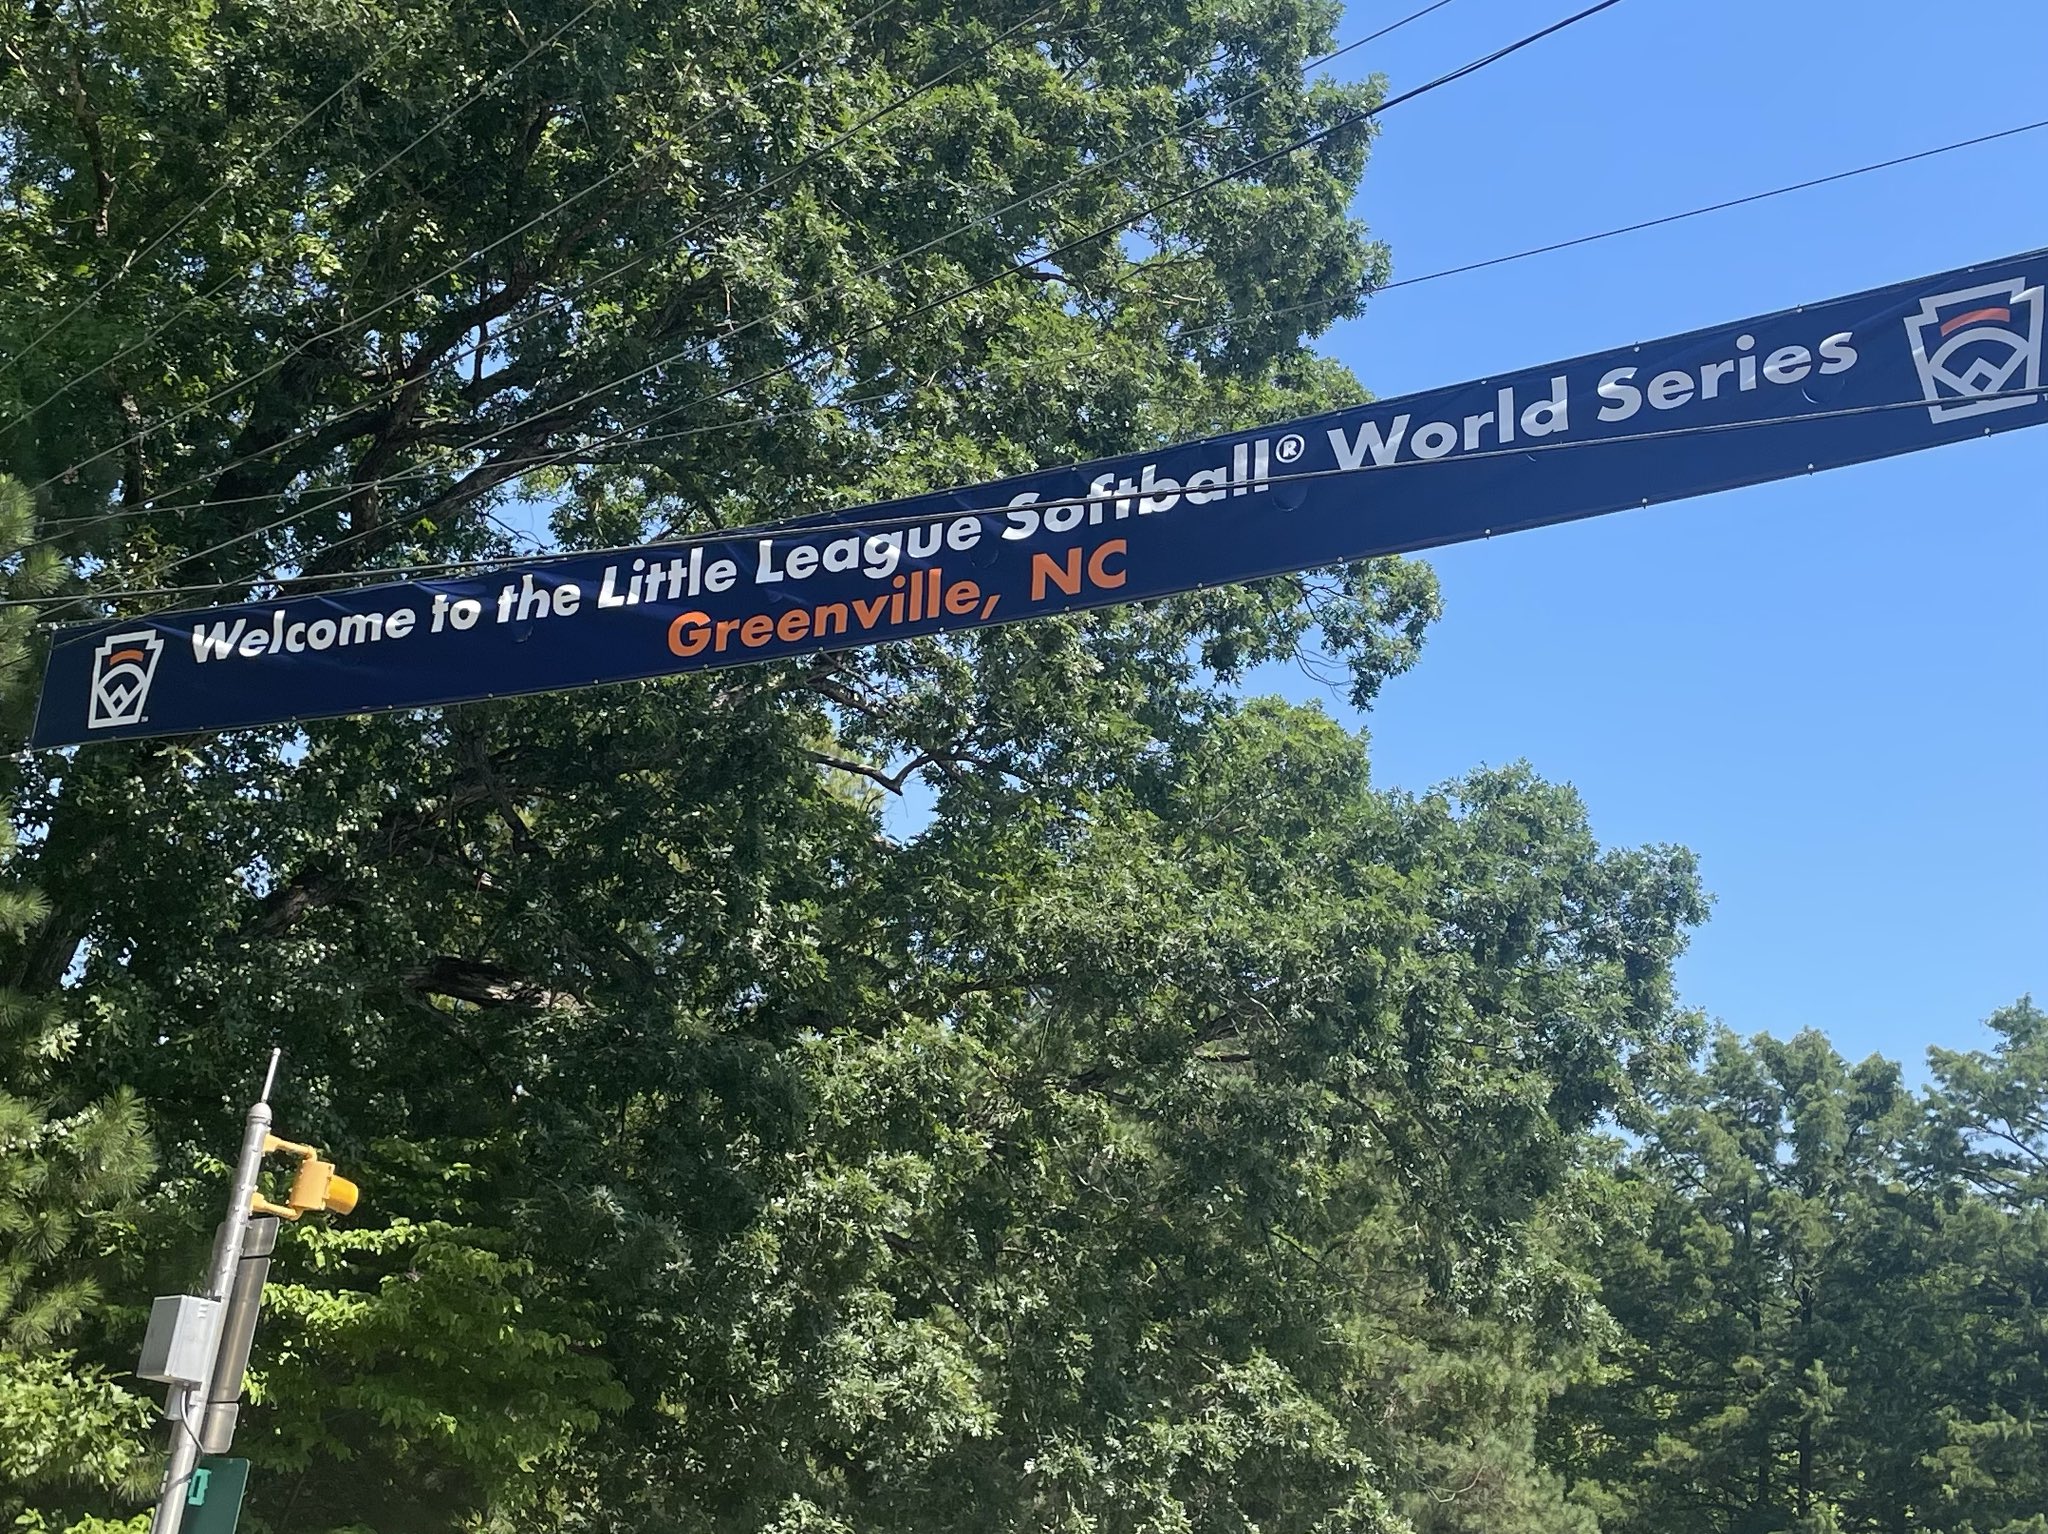 Welcome to the Little League Softball® World Series
Greenville, NC